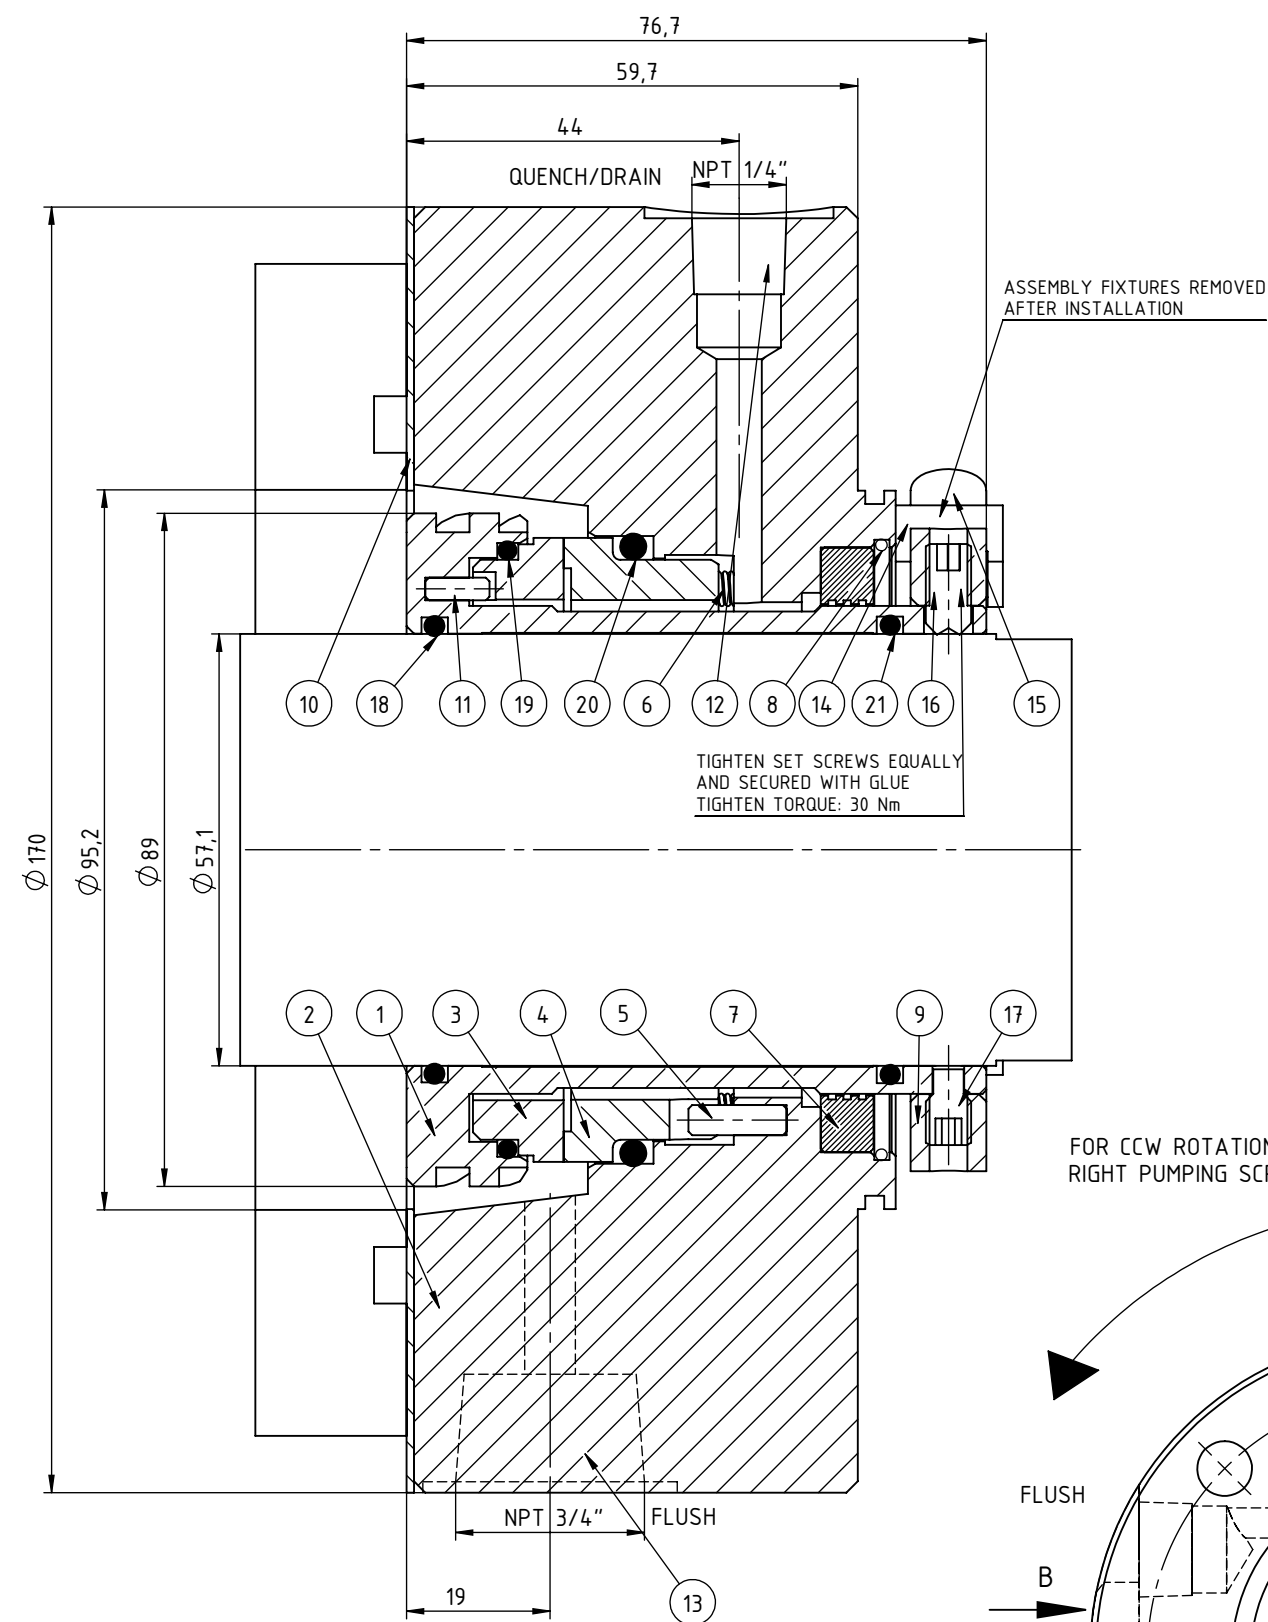 76,7
59,7
44
QUENCH/DRAIN
NPT 1/4"
ASSEMBLY FIXTURES REMOVED
AFTER INSTALLATION
10
18
11
19
20
6
12
8
14
21
16
15
TIGHTEN SET SCREWS EQUALLY
AND SECURED WITH GLUE
TIGHTEN TORQUE: 30 Nm
Ø170
Ø95,2
Ø89
Ø57,1
2
1
3
4
5
7
9
17
FOR CCW ROTATION
RIGHT PUMPING SC
FLUSH
NPT 3/4"
FLUSH
B
19
13